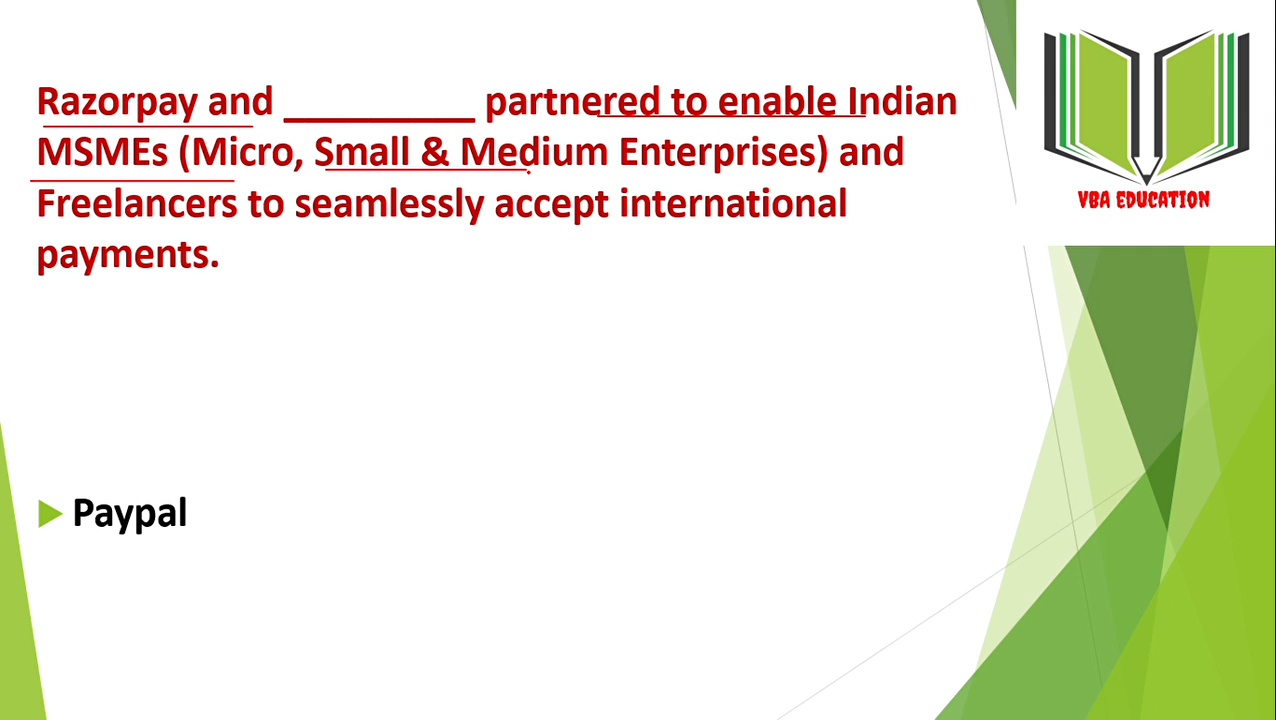 Razorpay and __________ partnered to enable Indian
MSMEs (Micro, Small & Medium Enterprises) and
Freelancers to seamlessly accept international
payments.
VBA EDUCATION
Paypal